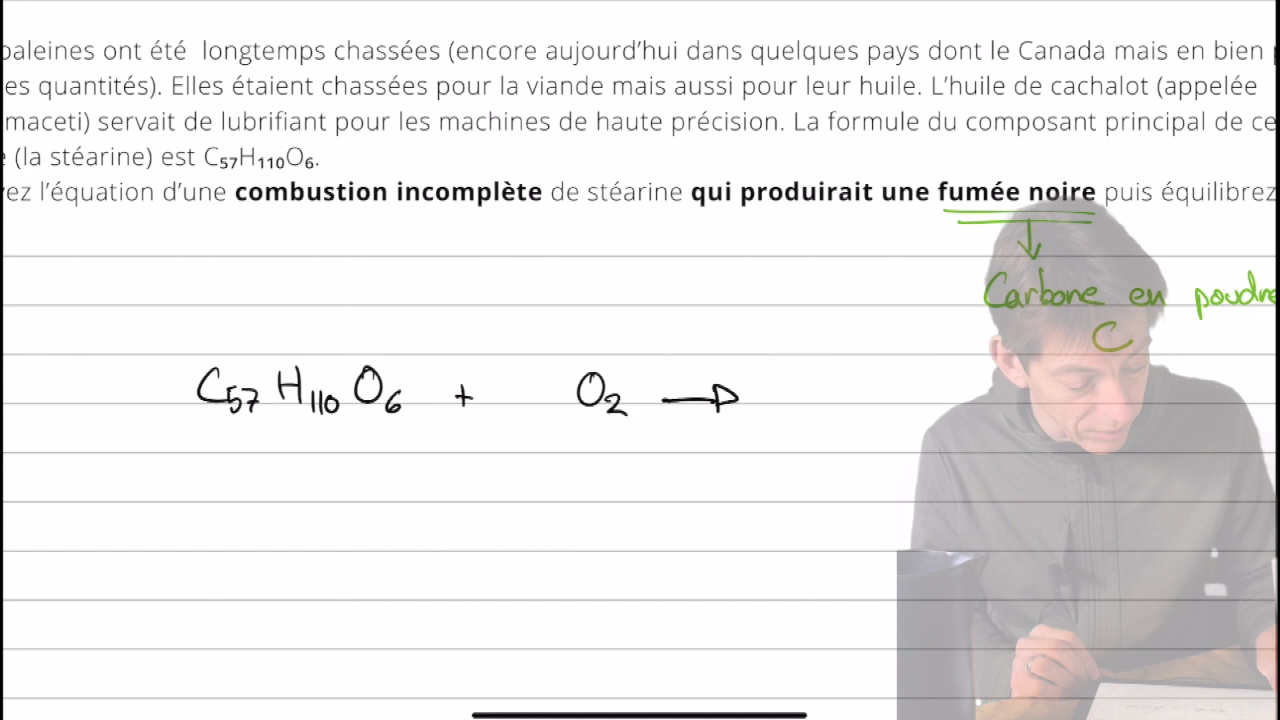 baleines ont été longtemps chassées (encore aujourd’hui dans quelques pays dont le Canada mais en bien p
es quantités). Elles étaient chassées pour la viande mais aussi pour leur huile. L’huile de cachalot (appelée
maceti) servait de lubrifiant pour les machines de haute précision. La formule du composant principal de ce
e (la stéarine) est C₅₇H₁₁₀O₆.
vez l’équation d’une combustion incomplète de stéarine qui produirait une fumée noire puis équilibrez
Carbone en poudre
C
C₅₇H₁₁₀O₆ + O₂ →